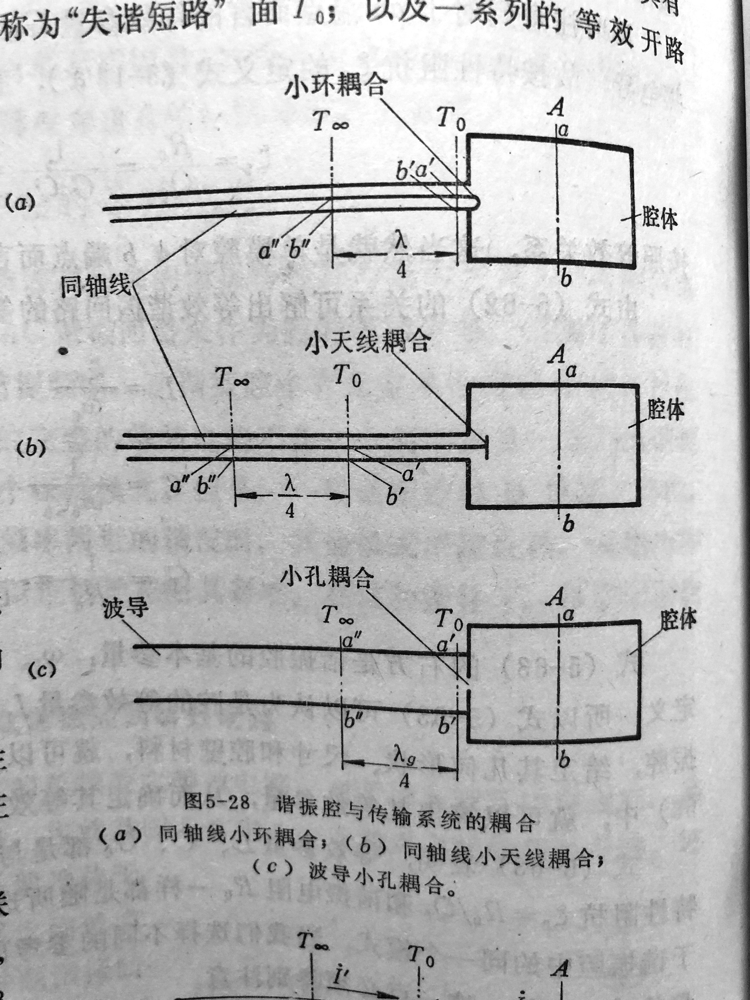 具有
称为“失谐短路” 面 T₀; 以及一系列的等效开路
小环耦合
T∞ T₀ A
a
b′ a′
(a)
腔体
a″ b″
λ/4
b
同轴线
小天线耦合
T∞ T₀ A
a
腔体
(b)
a″ b″ a′
λ/4
b′
b
小孔耦合
波导
T∞ T₀ A
a
腔体
a″ a′
(c)
b″ b′
λg/4
b
图5-28 谐振腔与传输系统的耦合
(a) 同轴线小环耦合; (b) 同轴线小天线耦合;
(c) 波导小孔耦合。
T∞ T₀ A
İ′